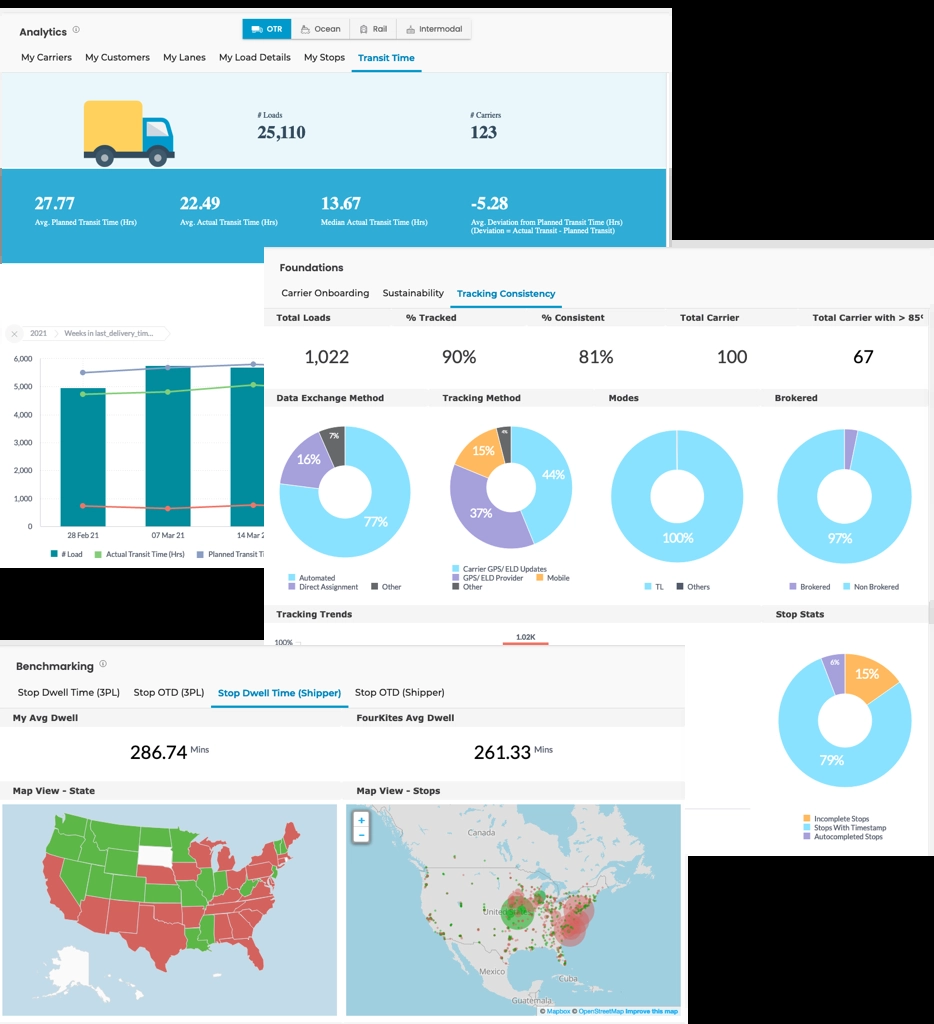 Analytics
OTR
Ocean
Rail
Intermodal
My Carriers
My Customers
My Lanes
My Load Details
My Stops
Transit Time
# Loads
25,110
# Carriers
123
27.77
Avg. Planned Transit Time (Hrs)
22.49
Avg. Actual Transit Time (Hrs)
13.67
Median Actual Transit Time (Hrs)
-5.28
Avg. Deviation from Planned Transit Time (Hrs)
(Deviation = Actual Transit - Planned Transit)
2021
Weeks in last_delivery_tim...
6,000
5,000
4,000
3,000
2,000
1,000
0
28 Feb 21
07 Mar 21
14 Mar 2
# Load
Actual Transit Time (Hrs)
Planned Transit Ti
Foundations
Carrier Onboarding
Sustainability
Tracking Consistency
Total Loads
% Tracked
% Consistent
Total Carrier
Total Carrier with > 85
1,022
90%
81%
100
67
Data Exchange Method
Tracking Method
Modes
Brokered
7%
16%
77%
Automated
Direct Assignment
Other
4%
15%
44%
37%
Carrier GPS/ ELD Updates
GPS/ ELD Provider
Mobile
Other
100%
TL
Others
97%
Brokered
Non Brokered
Tracking Trends
100%
1.02K
Stop Stats
6%
15%
79%
Incomplete Stops
Stops With Timestamp
Autocompleted Stops
Benchmarking
Stop Dwell Time (3PL)
Stop OTD (3PL)
Stop Dwell Time (Shipper)
Stop OTD (Shipper)
My Avg Dwell
FourKites Avg Dwell
286.74 Mins
261.33 Mins
Map View - State
Map View - Stops
+
−
Canada
United
Mexico
Cuba
Guatemala
© Mapbox © OpenStreetMap Improve this map